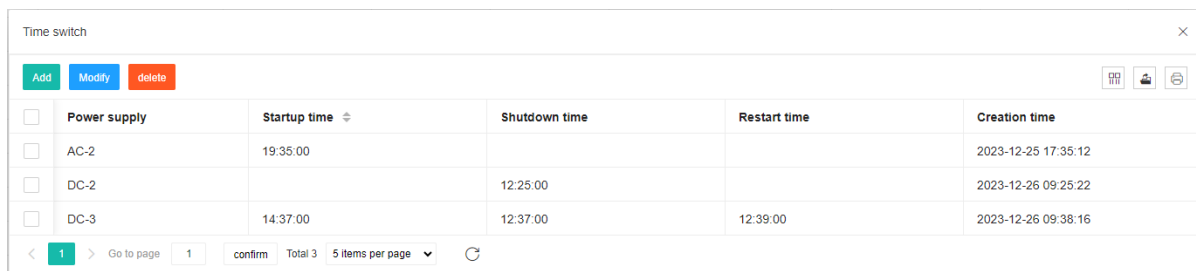 Time switch
Add Modify delete
Power supply Startup time Shutdown time Restart time Creation time
AC-2 19:35:00 2023-12-25 17:35:12
DC-2 12:25:00 2023-12-26 09:25:22
DC-3 14:37:00 12:37:00 12:39:00 2023-12-26 09:38:16
1 Go to page 1 confirm Total 3 5 items per page